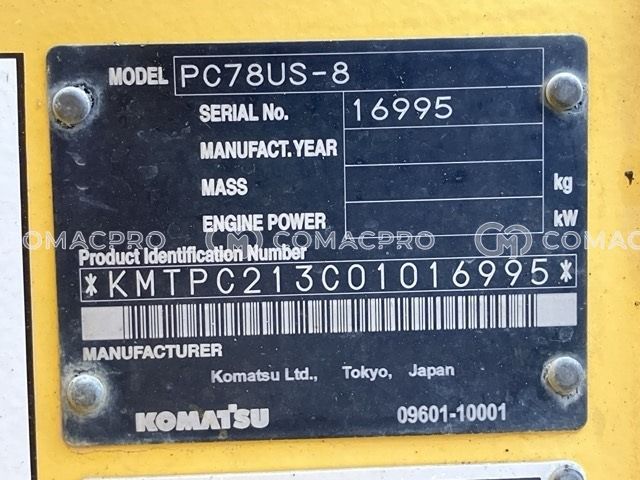 MODEL PC78US-8
SERIAL No. 16995
MANUFACT. YEAR
MASS kg
ENGINE POWER kW
COMACPRO COMACPRO COMACPRO
Product Identification Number
*KMTPC213C01016995*
MANUFACTURER
Komatsu Ltd., Tokyo, Japan
KOMATSU 09601-10001